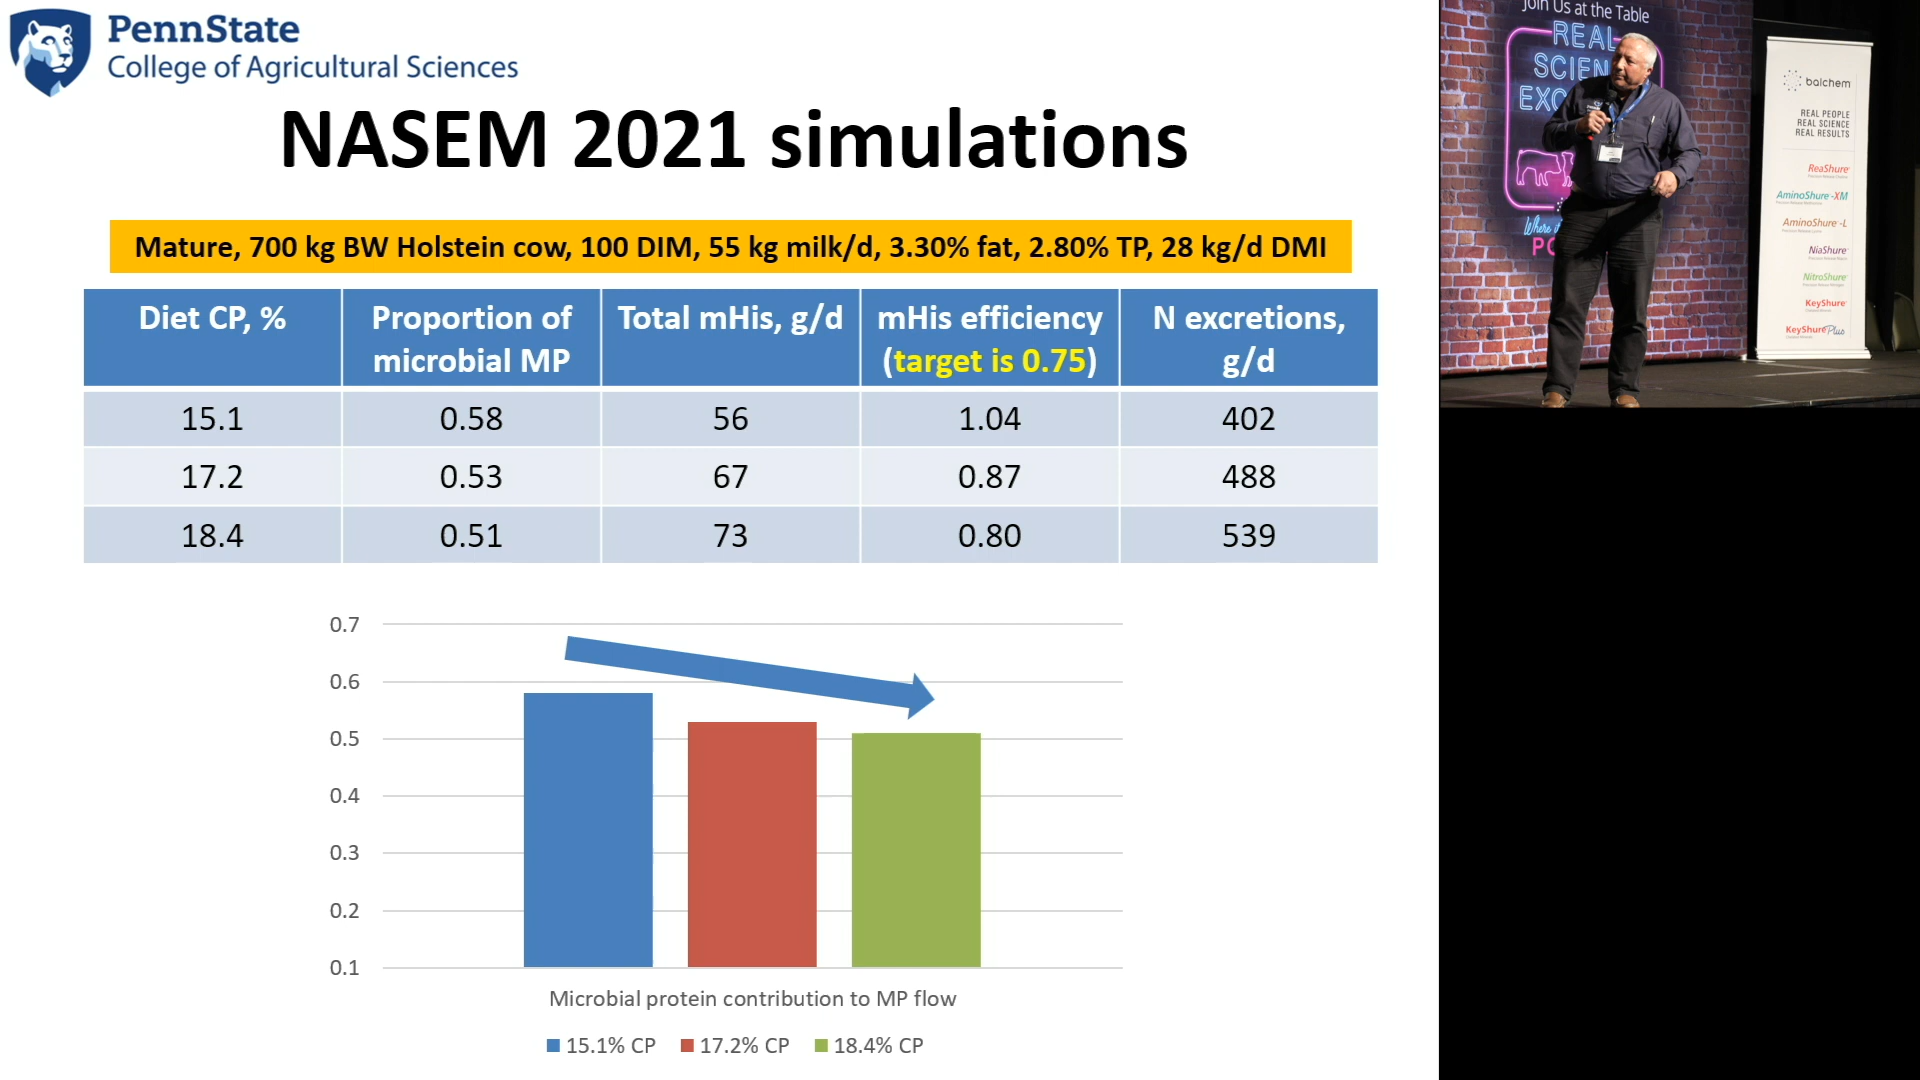 PennState
College of Agricultural Sciences
NASEM 2021 simulations
Mature, 700 kg BW Holstein cow, 100 DIM, 55 kg milk/d, 3.30% fat, 2.80% TP, 28 kg/d DMI
Diet CP, %
Proportion of
microbial MP
Total mHis, g/d
mHis efficiency
(target is 0.75)
N excretions,
g/d
15.1 0.58 56 1.04 402
17.2 0.53 67 0.87 488
18.4 0.51 73 0.80 539
0.7
0.6
0.5
0.4
0.3
0.2
0.1
Microbial protein contribution to MP flow
15.1% CP 17.2% CP 18.4% CP
Join Us at the Table
REAL
SCIEN
EXC
Where
PO
balchem
REAL PEOPLE
REAL SCIENCE
REAL RESULTS
ReaShure
AminoShure-XM
AminoShure-L
NiaShure
NitroShure
KeyShure
KeyShure Plus